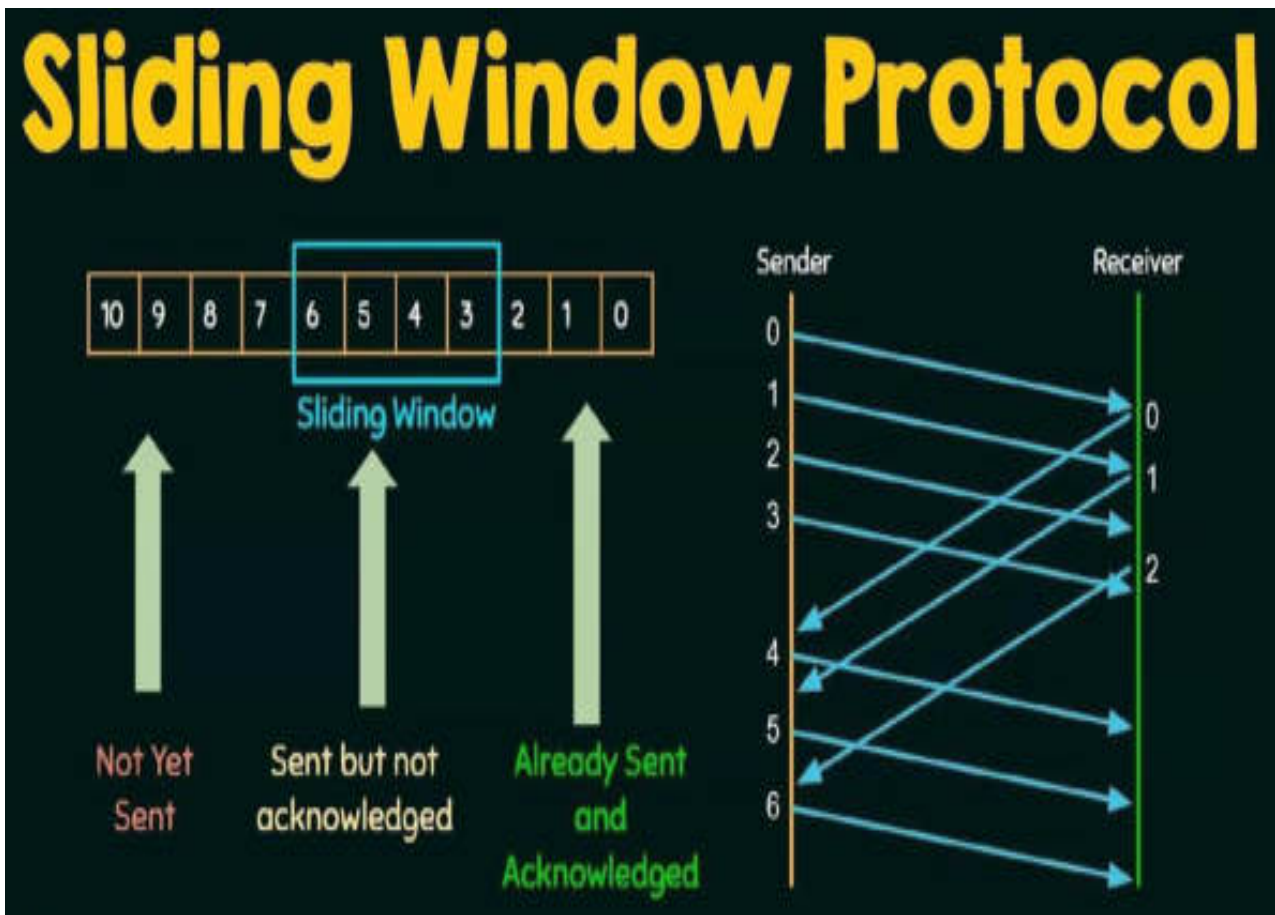 Sliding Window Protocol
10 9 8 7 6 5 4 3 2 1 0
Sliding Window
Not Yet
Sent
Sent but not
acknowledged
Already Sent
and
Acknowledged
Sender
Receiver
0
1
2
3
4
5
6
0
1
2